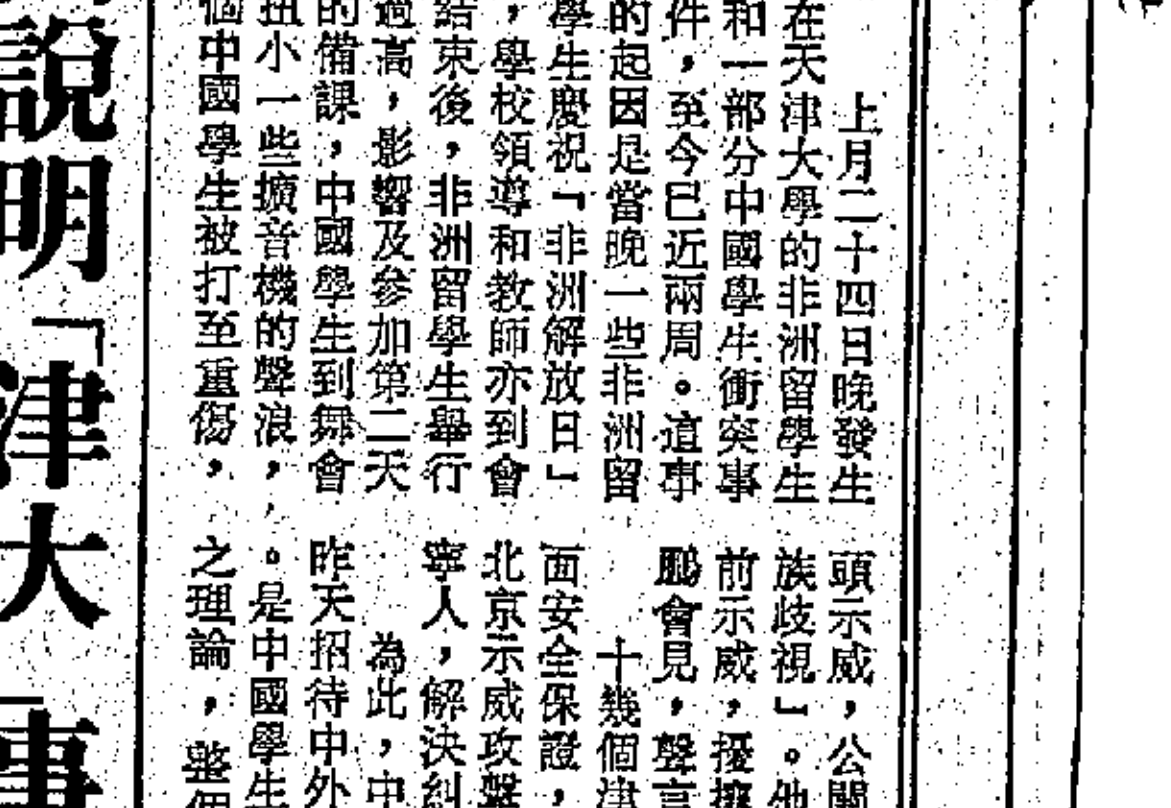 上月二十四日晚發生
在天津大學的非洲留學生
和一部分中國學生衝突事
件，至今已近兩周。這事
的起因是當晚一些非洲留
學生慶祝「非洲解放日」
，學校領導和教師亦到會
結束後，非洲留學生舉行
過高，影響及參加第二天
的備課，中國學生到舞會
扭小一些擴音機的聲浪，
個中國學生被打至重傷，
頭示威，公開
族歧視」。他
前示威，擾攘
鵬會見，聲言
十幾個津
面安全保證，
北京示威攻擊
寧人，解決糾
為此，中
昨天招待中外
。是中國學生
之理論，整個
說明「津大」事